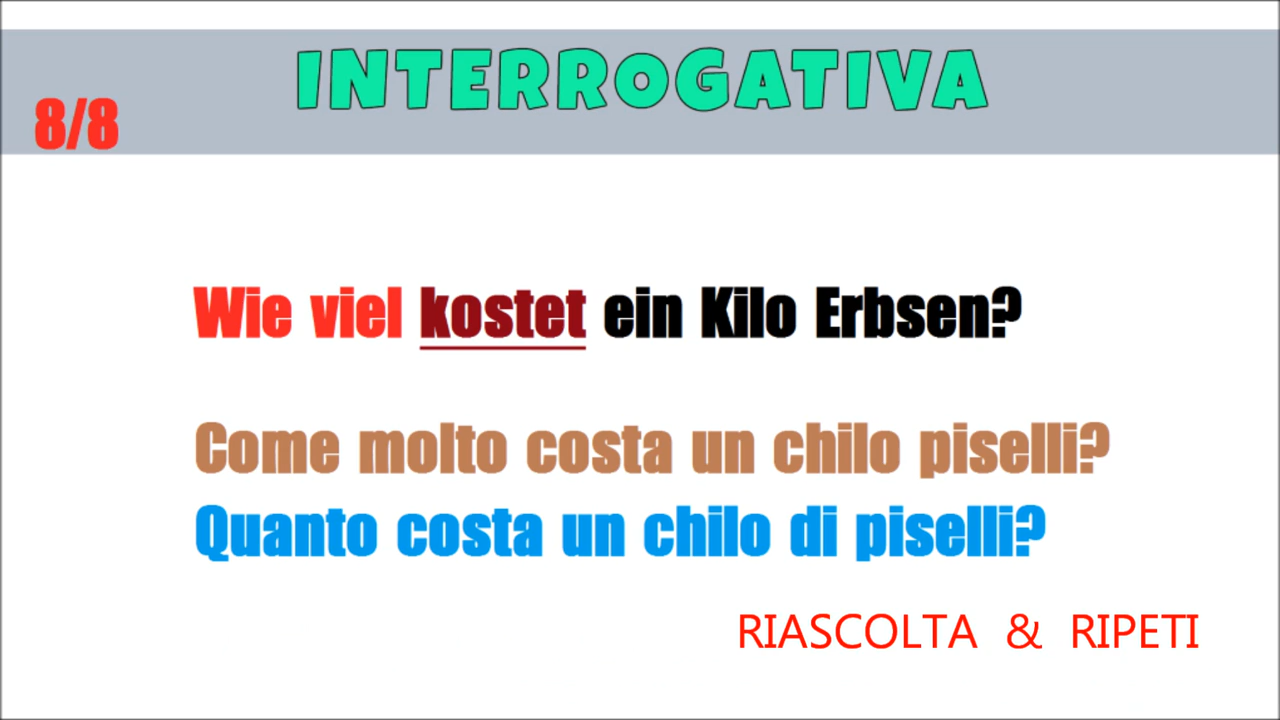 INTERROGATIVA
8/8
Wie viel kostet ein Kilo Erbsen?
Come molto costa un chilo piselli?
Quanto costa un chilo di piselli?
RIASCOLTA & RIPETI